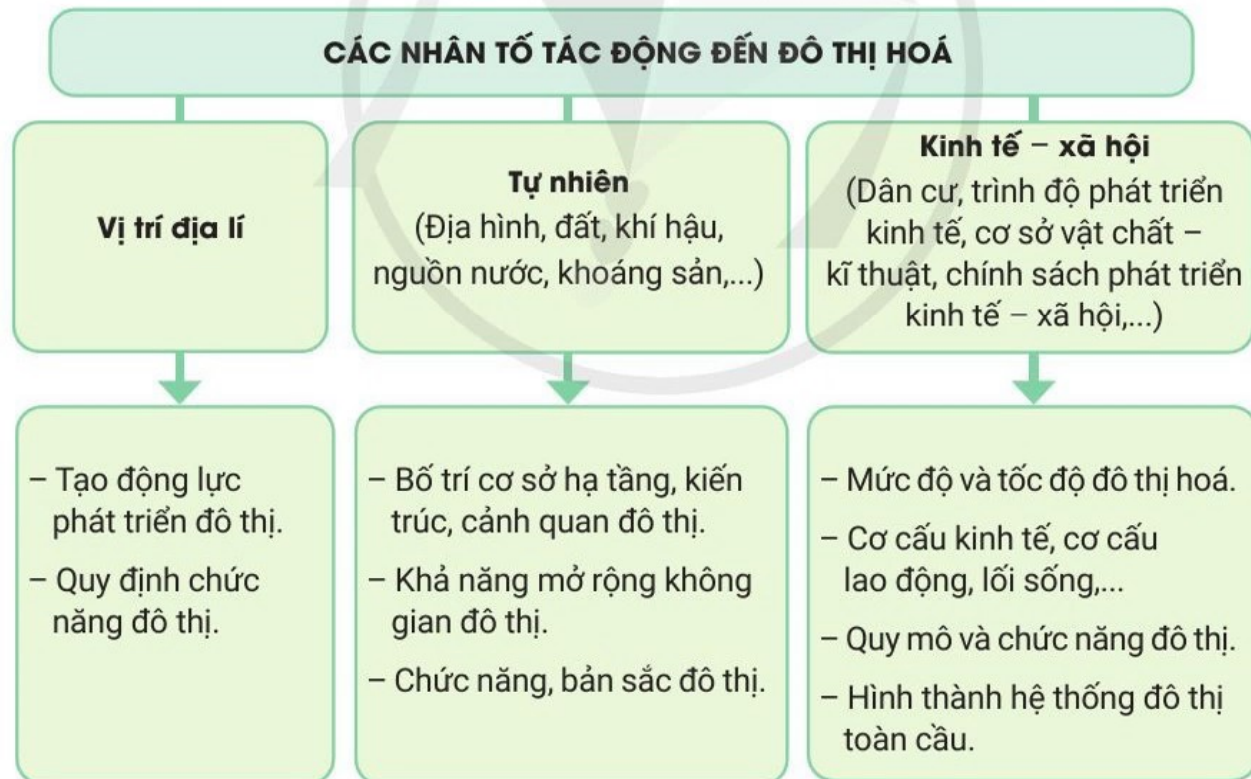 CÁC NHÂN TỐ TÁC ĐỘNG ĐẾN ĐÔ THỊ HOÁ
Vị trí địa lí
Tự nhiên
(Địa hình, đất, khí hậu,
nguồn nước, khoáng sản,...)
Kinh tế – xã hội
(Dân cư, trình độ phát triển
kinh tế, cơ sở vật chất –
kĩ thuật, chính sách phát triển
kinh tế – xã hội,...)
– Tạo động lực
phát triển đô thị.
– Quy định chức
năng đô thị.
– Bố trí cơ sở hạ tầng, kiến
trúc, cảnh quan đô thị.
– Khả năng mở rộng không
gian đô thị.
– Chức năng, bản sắc đô thị.
– Mức độ và tốc độ đô thị hoá.
– Cơ cấu kinh tế, cơ cấu
lao động, lối sống,...
– Quy mô và chức năng đô thị.
– Hình thành hệ thống đô thị
toàn cầu.